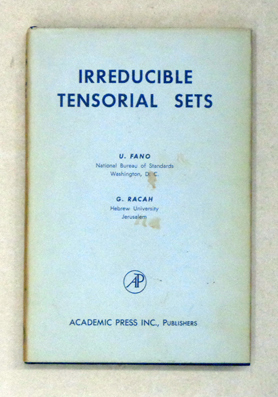 IRREDUCIBLE
TENSORIAL SETS
U. FANO
National Bureau of Standards
Washington, D. C.
G. RACAH
Hebrew University
Jerusalem
AP
ACADEMIC PRESS INC., PUBLISHERS